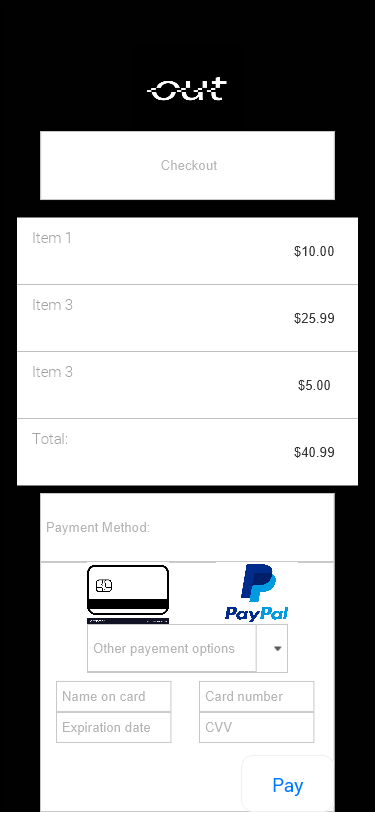 out
Checkout
Item 1
$10.00
Item 3
$25.99
Item 3
$5.00
Total:
$40.99
Payment Method:
PayPal
Other payement options
Name on card
Card number
Expiration date
CVV
Pay